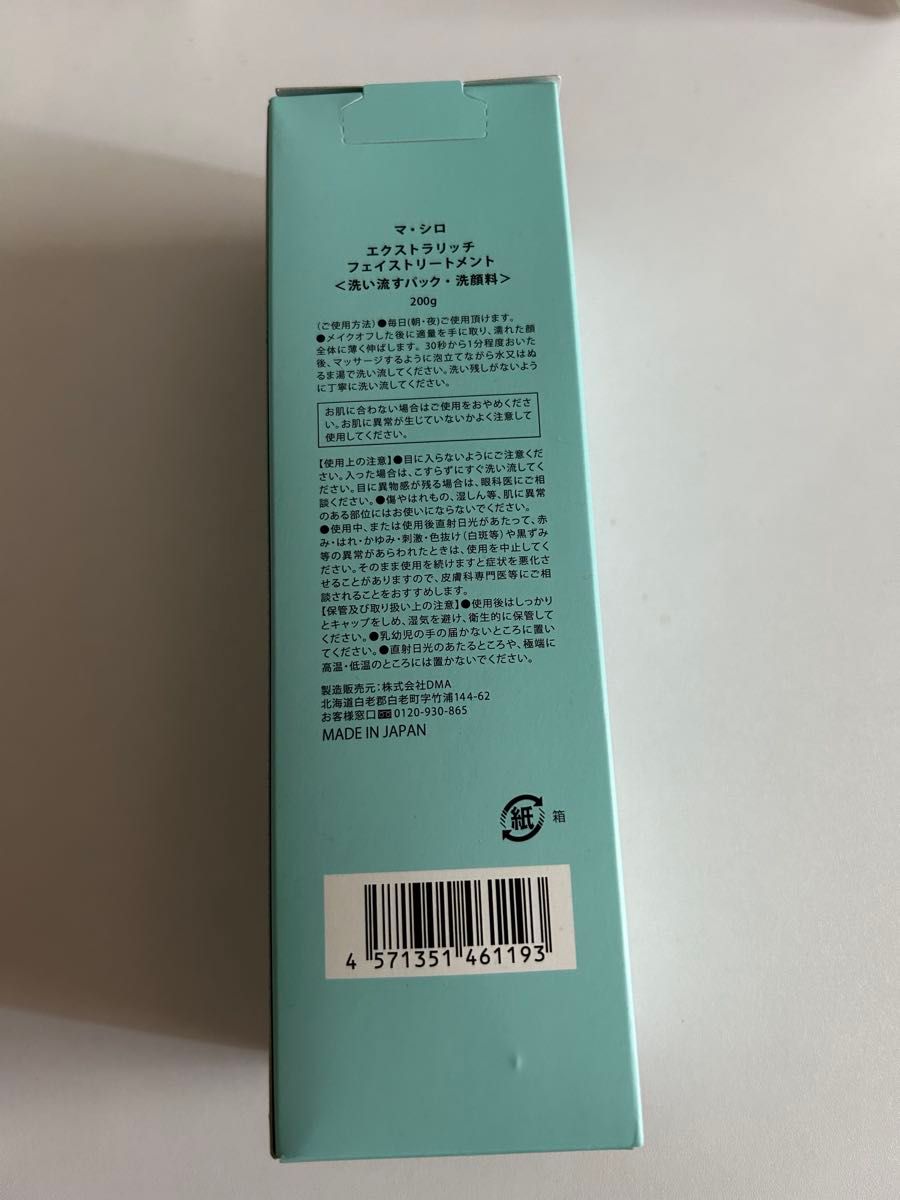 マ・シロ
エクストラリッチ
フェイストリートメント
＜洗い流すパック・洗顔料＞
200g
（ご使用方法）●毎日(朝・夜)ご使用頂けます。
●メイクオフした後に適量を手に取り、濡れた顔
全体に薄く伸ばします。30秒から1分程度おいた
後、マッサージするように泡立てながら水又はぬ
るま湯で洗い流してください。洗い残しがないよう
に丁寧に洗い流してください。
お肌に合わない場合はご使用をおやめくださ
い。お肌に異常が生じていないかよく注意して
使用してください。
【使用上の注意】●目に入らないようにご注意くだ
さい。入った場合は、こすらずにすぐ洗い流してく
ださい。目に異物感が残る場合は、眼科医にご相
談ください。●傷やはれもの、湿しん等、肌に異常
のある部位にはお使いにならないでください。
●使用中、または使用後直射日光があたって、赤
み・はれ・かゆみ・刺激・色抜け（白斑等）や黒ずみ
等の異常があらわれたときは、使用を中止してく
ださい。そのまま使用を続けますと症状を悪化さ
せることがありますので、皮膚科専門医等にご相
談されることをおすすめします。
【保管及び取り扱い上の注意】●使用後はしっかり
とキャップをしめ、湿気を避け、衛生的に保管して
ください。●乳幼児の手の届かないところに置い
てください。●直射日光のあたるところや、極端に
高温・低温のところには置かないでください。
製造販売元：株式会社DMA
北海道白老郡白老町字竹浦144-62
お客様窓口 0120-930-865
MADE IN JAPAN
紙 箱
4 571351 461193